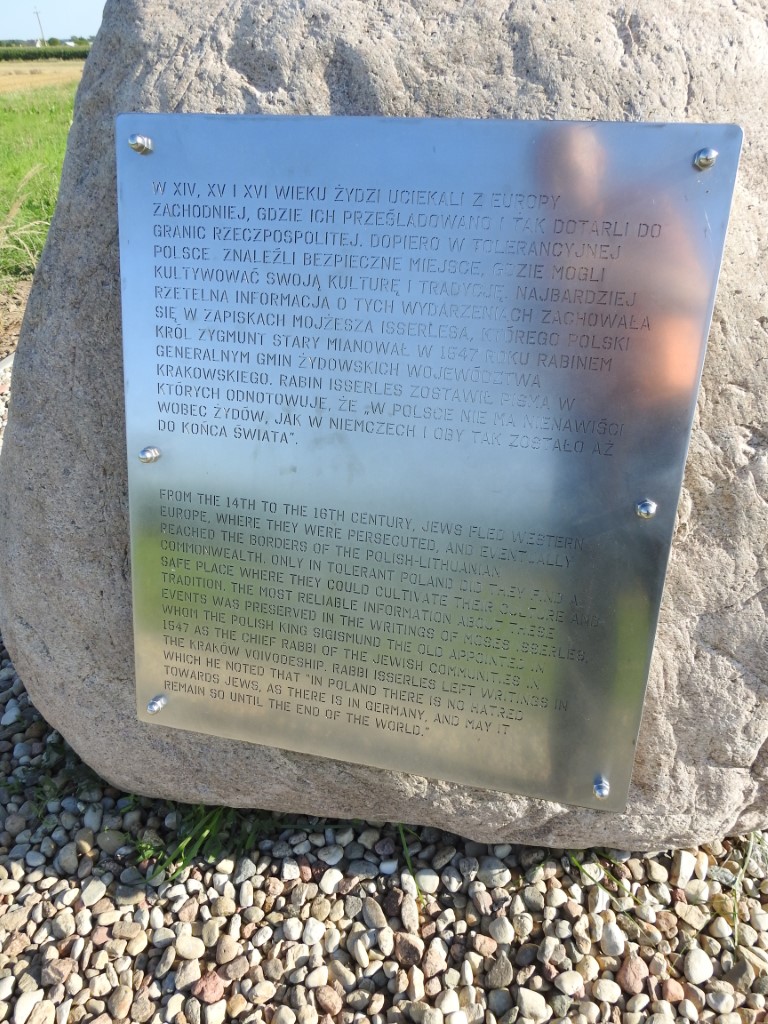 W XIV, XV I XVI WIEKU ŻYDZI UCIEKALI Z EUROPY
ZACHODNIEJ, GDZIE ICH PRZEŚLADOWANO I TAK DOTARLI DO
GRANIC RZECZPOSPOLITEJ. DOPIERO W TOLERANCYJNEJ
POLSCE ZNALEŹLI BEZPIECZNE MIEJSCE, GDZIE MOGLI
KULTYWOWAĆ SWOJĄ KULTURĘ I TRADYCJĘ. NAJBARDZIEJ
RZETELNA INFORMACJA O TYCH WYDARZENIACH ZACHOWAŁA
SIĘ W ZAPISKACH MOJŻESZA ISSERLESA, KTÓREGO POLSKI
KRÓL ZYGMUNT STARY MIANOWAŁ W 1547 ROKU RABINEM
GENERALNYM GMIN ŻYDOWSKICH WOJEWÓDZTWA
KRAKOWSKIEGO. RABIN ISSERLES ZOSTAWIŁ PISMA W
KTÓRYCH ODNOTOWUJE, ŻE „W POLSCE NIE MA NIENAWIŚCI
WOBEC ŻYDÓW, JAK W NIEMCZECH I OBY TAK ZOSTAŁO AŻ
DO KOŃCA ŚWIATA".
FROM THE 14TH TO THE 16TH CENTURY, JEWS FLED WESTERN
EUROPE, WHERE THEY WERE PERSECUTED, AND EVENTUALLY
REACHED THE BORDERS OF THE POLISH-LITHUANIAN
COMMONWEALTH. ONLY IN TOLERANT POLAND DID THEY FIND A
SAFE PLACE WHERE THEY COULD CULTIVATE THEIR CULTURE AND
TRADITION. THE MOST RELIABLE INFORMATION ABOUT THESE
EVENTS WAS PRESERVED IN THE WRITINGS OF MOSES ISSERLES,
WHOM THE POLISH KING SIGISMUND THE OLD APPOINTED IN
1547 AS THE CHIEF RABBI OF THE JEWISH COMMUNITIES IN
THE KRAKÓW VOIVODESHIP. RABBI ISSERLES LEFT WRITINGS IN
WHICH HE NOTED THAT "IN POLAND THERE IS NO HATRED
TOWARDS JEWS, AS THERE IS IN GERMANY, AND MAY IT
REMAIN SO UNTIL THE END OF THE WORLD."